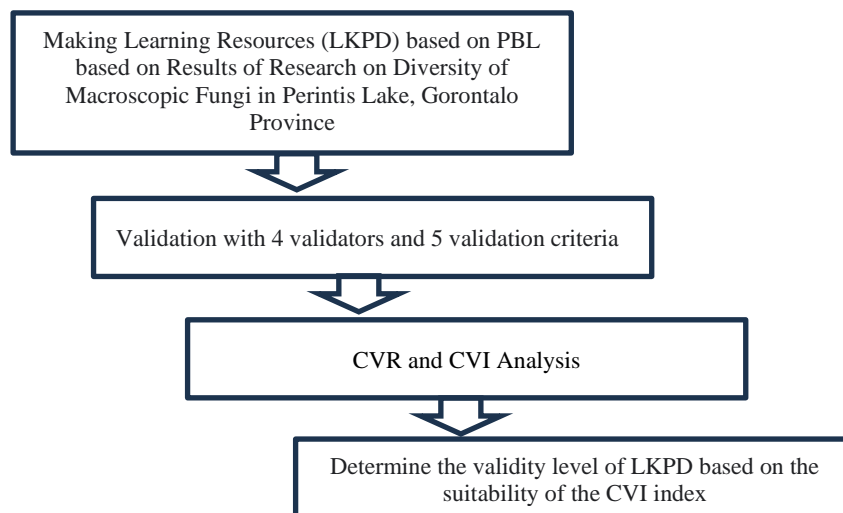 Making Learning Resources (LKPD) based on PBL
based on Results of Research on Diversity of
Macroscopic Fungi in Perintis Lake, Gorontalo
Province
Validation with 4 validators and 5 validation criteria
CVR and CVI Analysis
Determine the validity level of LKPD based on the
suitability of the CVI index